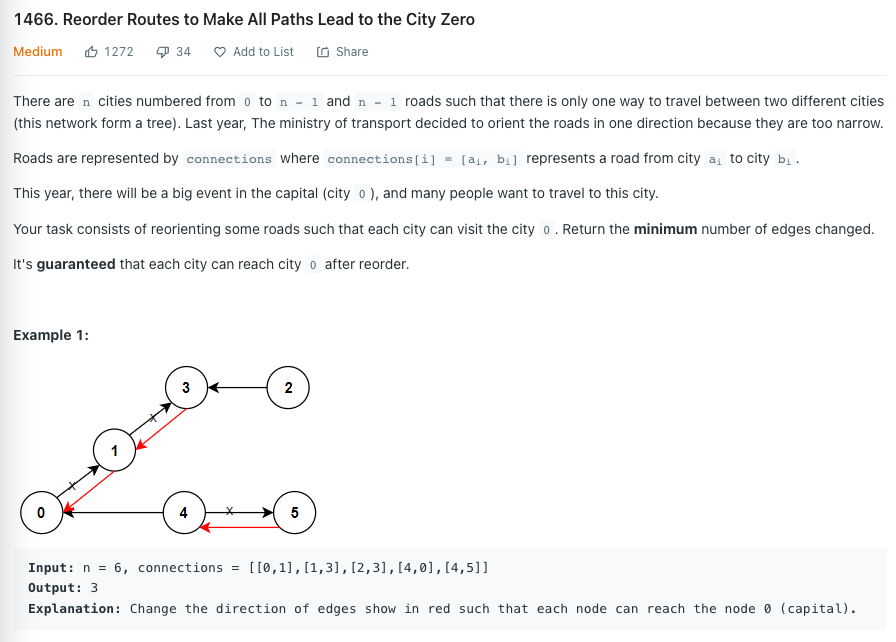 1466. Reorder Routes to Make All Paths Lead to the City Zero
Medium 1272 34 Add to List Share
There are n cities numbered from 0 to n - 1 and n - 1 roads such that there is only one way to travel between two different cities
(this network form a tree). Last year, The ministry of transport decided to orient the roads in one direction because they are too narrow.
Roads are represented by connections where connections[i] = [aᵢ, bᵢ] represents a road from city aᵢ to city bᵢ.
This year, there will be a big event in the capital (city 0), and many people want to travel to this city.
Your task consists of reorienting some roads such that each city can visit the city 0. Return the minimum number of edges changed.
It's guaranteed that each city can reach city 0 after reorder.
Example 1:
3 2
x
1
x
0 4 x 5
Input: n = 6, connections = [[0,1],[1,3],[2,3],[4,0],[4,5]]
Output: 3
Explanation: Change the direction of edges show in red such that each node can reach the node 0 (capital).